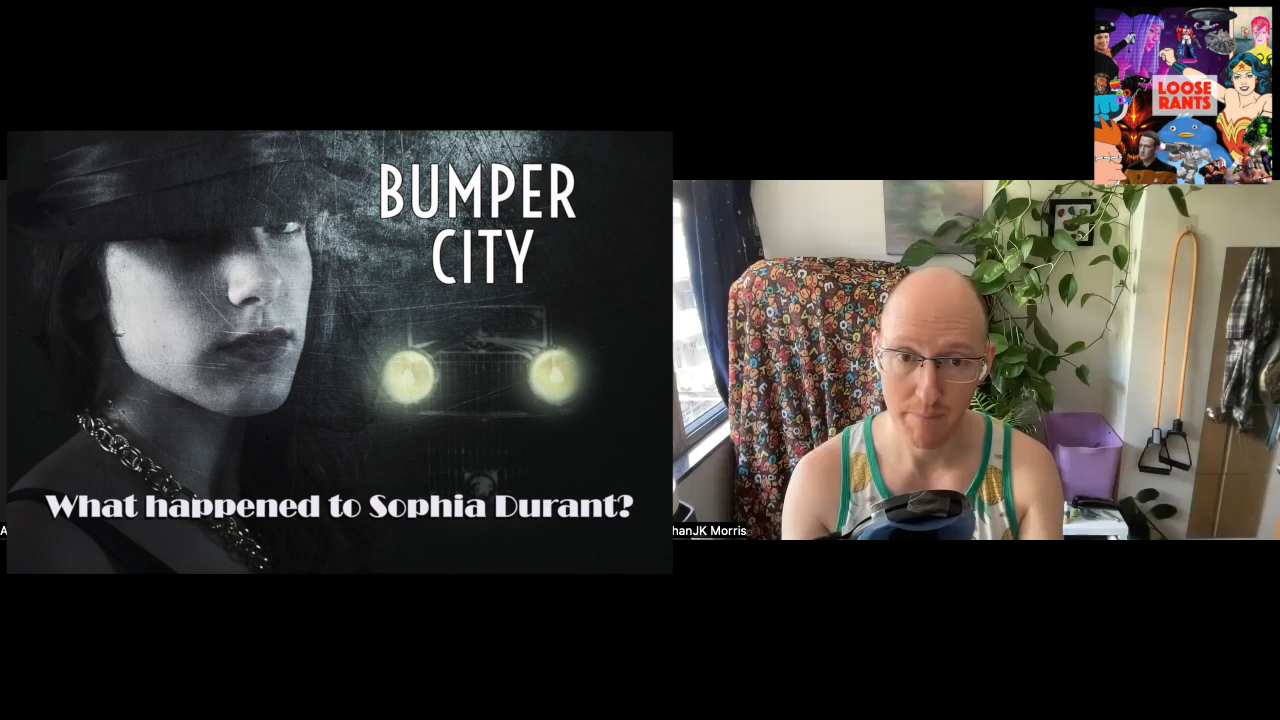 LOOSE
RANTS
BUMPER
CITY
What happened to Sophia Durant?
A
hanJK Morris